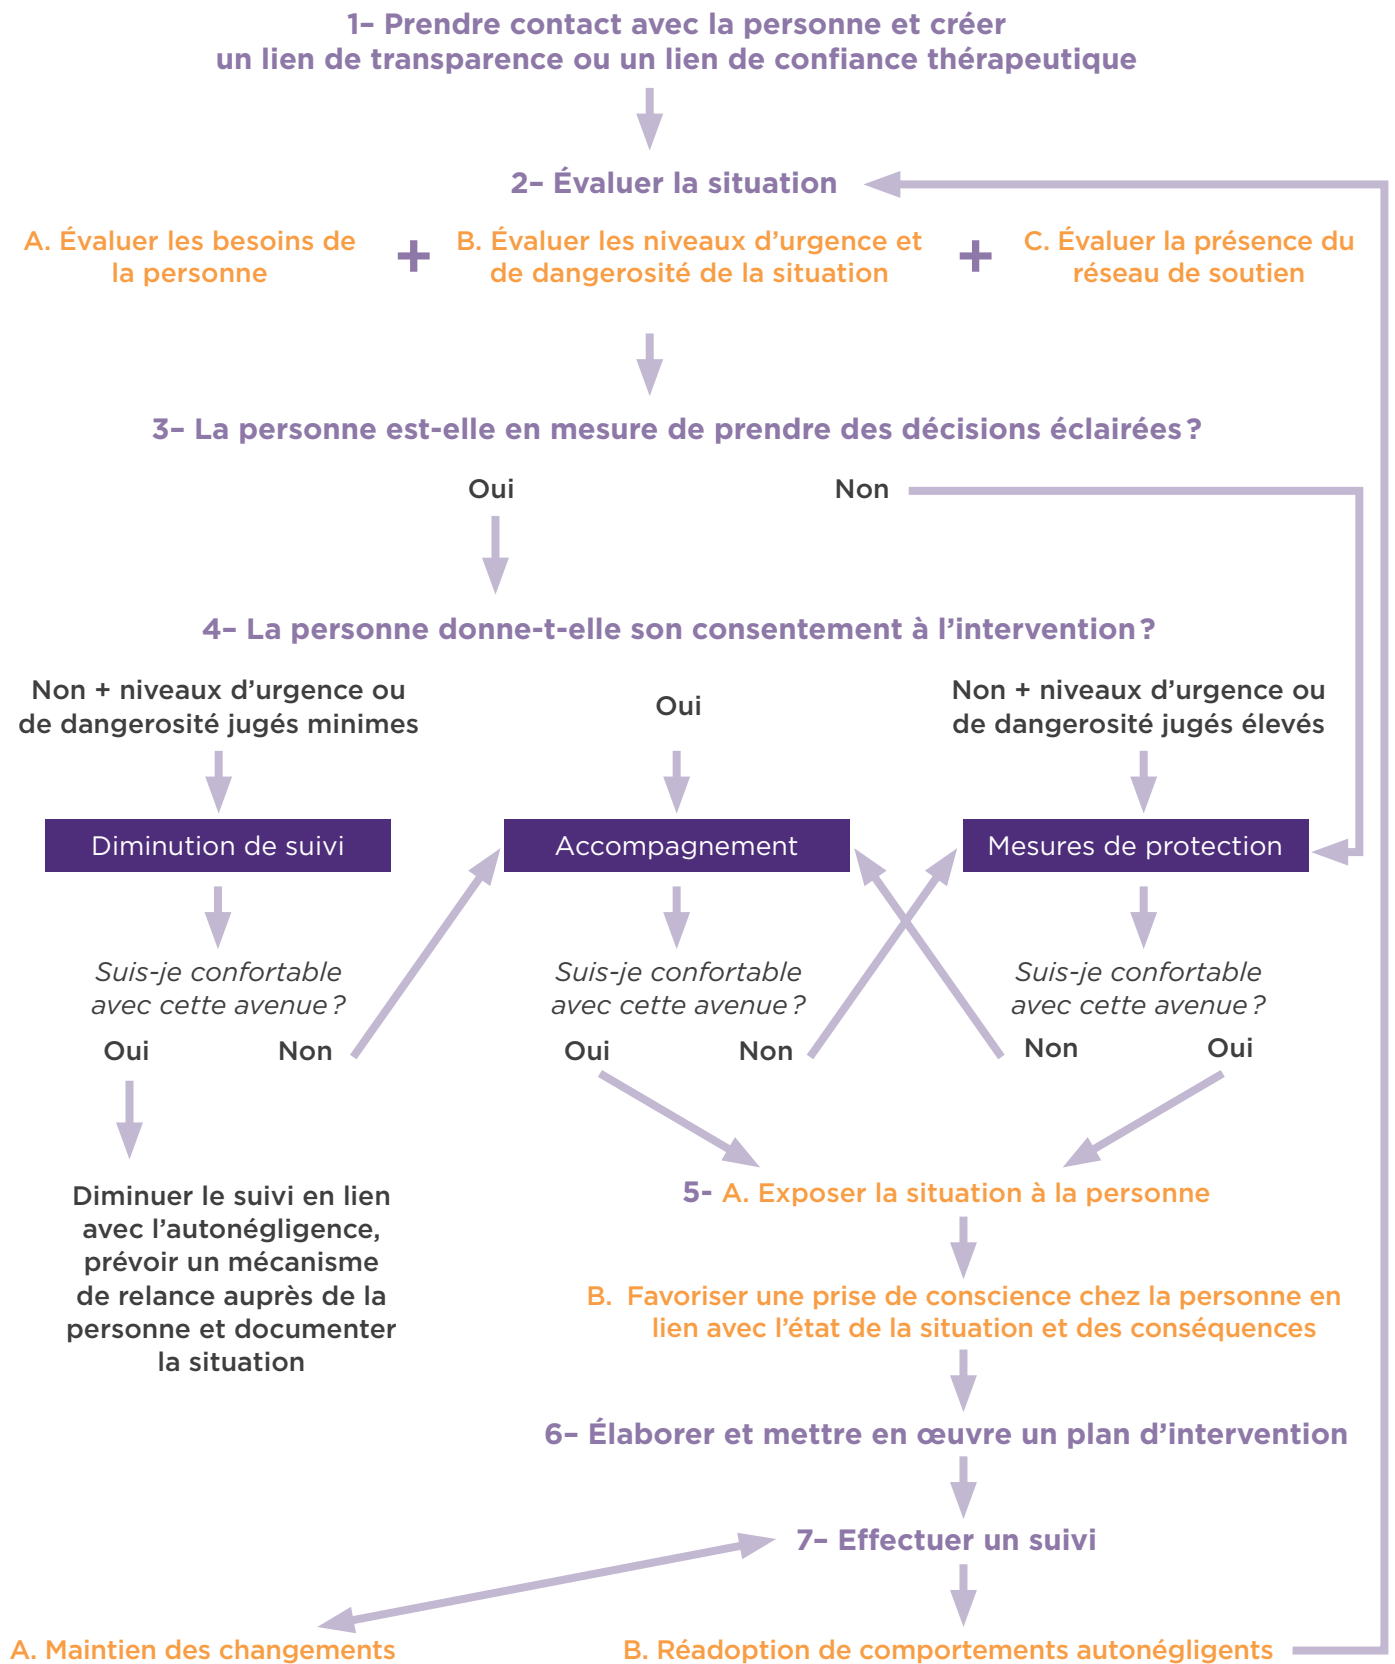 1– Prendre contact avec la personne et créer
un lien de transparence ou un lien de confiance thérapeutique
2– Évaluer la situation
A. Évaluer les besoins de
la personne
+
B. Évaluer les niveaux d’urgence et
de dangerosité de la situation
+
C. Évaluer la présence du
réseau de soutien
3– La personne est-elle en mesure de prendre des décisions éclairées ?
Oui
Non
4– La personne donne-t-elle son consentement à l’intervention ?
Non + niveaux d’urgence ou
de dangerosité jugés minimes
Oui
Non + niveaux d’urgence ou
de dangerosité jugés élevés
Diminution de suivi
Accompagnement
Mesures de protection
Suis-je confortable
avec cette avenue ?
Oui
Non
Suis-je confortable
avec cette avenue ?
Oui
Non
Suis-je confortable
avec cette avenue ?
Non
Oui
Diminuer le suivi en lien
avec l’autonégligence,
prévoir un mécanisme
de relance auprès de la
personne et documenter
la situation
5- A. Exposer la situation à la personne
B. Favoriser une prise de conscience chez la personne en
lien avec l’état de la situation et des conséquences
6– Élaborer et mettre en œuvre un plan d’intervention
7– Effectuer un suivi
A. Maintien des changements
B. Réadoption de comportements autonégligents